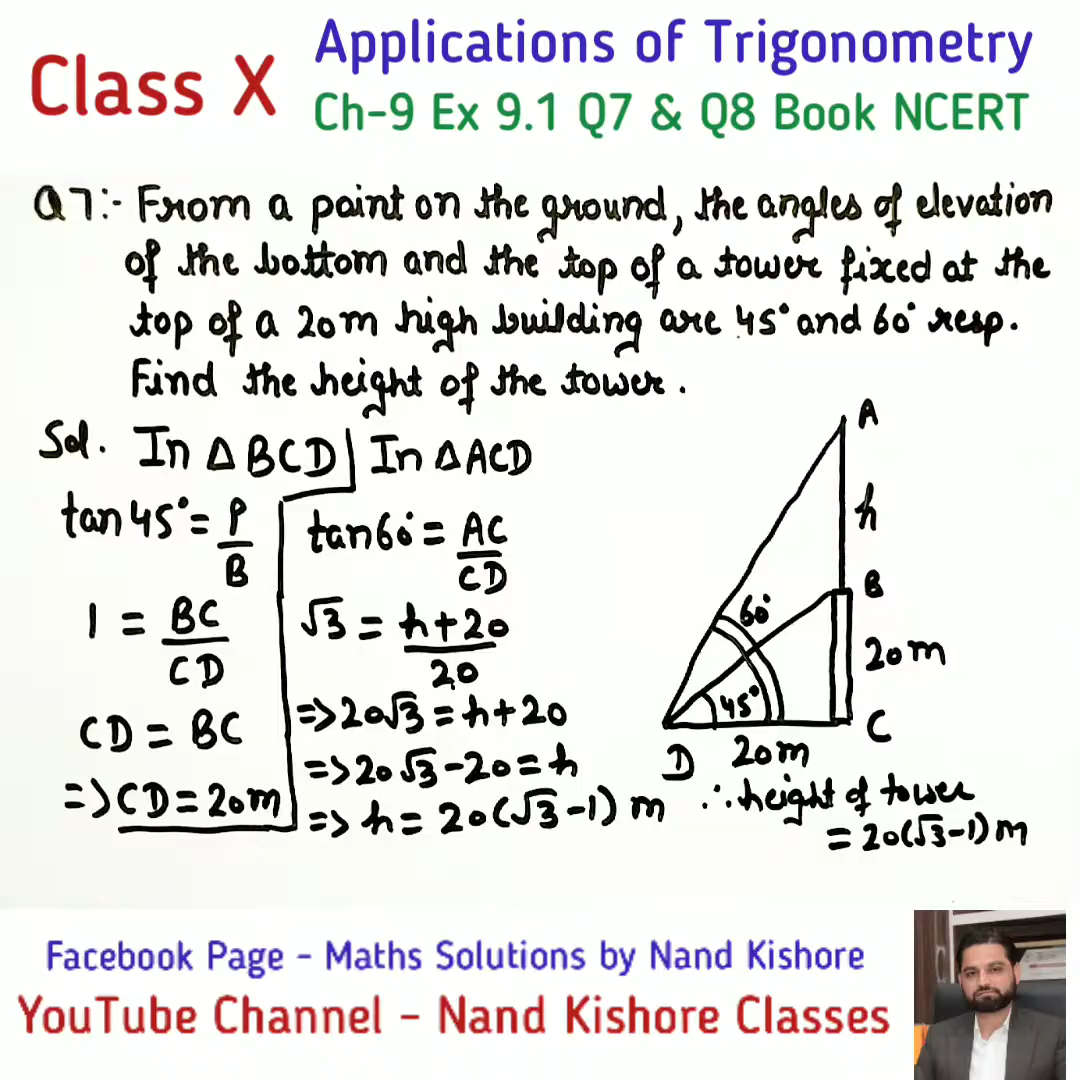 Class X
Applications of Trigonometry
Ch-9 Ex 9.1 Q7 & Q8 Book NCERT
Q7:- From a point on the ground, the angles of elevation
of the bottom and the top of a tower fixed at the
top of a 20m high building are 45° and 60° resp.
Find the height of the tower.
Sol. In △BCD
tan45° = P/B
1 = BC/CD
CD = BC
=> CD = 20m
In △ACD
tan60° = AC/CD
√3 = h+20/20
=> 20√3 = h+20
=> 20√3-20 = h
=> h = 20(√3-1) m
A
h
B
60°
20m
45°
D
20m
C
∴ height of tower
= 20(√3-1) m
Facebook Page - Maths Solutions by Nand Kishore
YouTube Channel - Nand Kishore Classes